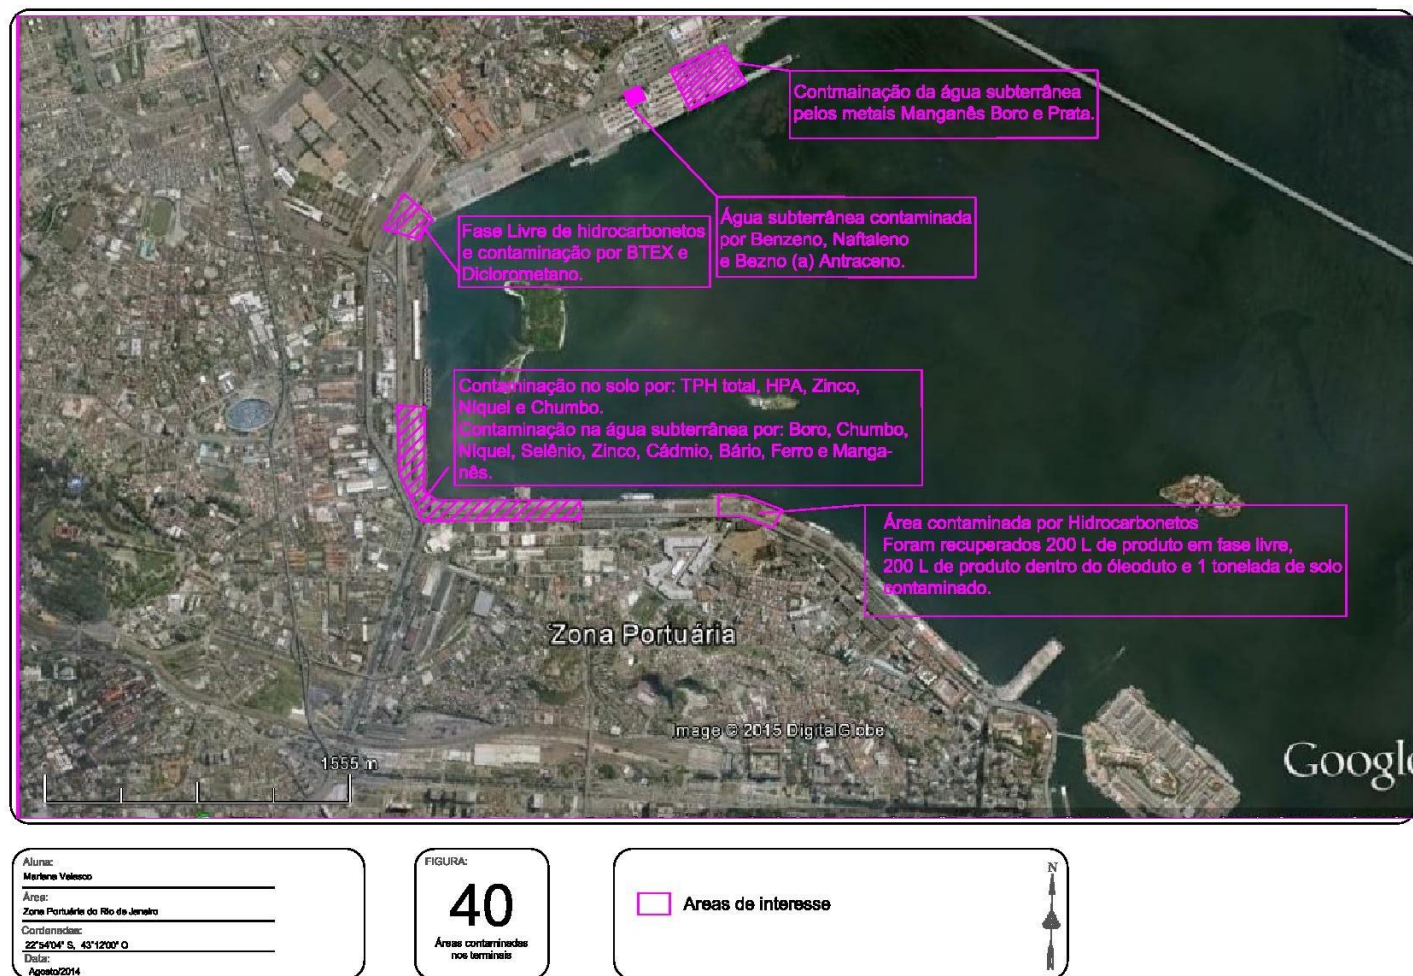 Contmainação da água subterrânea
pelos metais Manganês Boro e Prata.
Água subterrânea contaminada
por Benzeno, Naftaleno
e Bezno (a) Antraceno.
Fase Livre de hidrocarbonetos
e contaminação por BTEX e
Diclorometano.
Contaminação no solo por: TPH total, HPA, Zinco,
Níquel e Chumbo.
Contaminação na água subterrânea por: Boro, Chumbo,
Níquel, Selênio, Zinco, Cádmio, Bário, Ferro e Manga-
nês.
Área contaminada por Hidrocarbonetos
Foram recuperados 200 L de produto em fase livre,
200 L de produto dentro do óleoduto e 1 tonelada de solo
contaminado.
Zona Portuária
Image © 2015 DigitalGlobe
1555 m
Google
Aluna:
Mariana Velasco
Área:
Zona Portuária do Rio de Janeiro
Cordenadas:
22°54'04" S, 43°12'00" O
Data:
Agosto/2014
FIGURA:
40
Áreas contaminadas
nos terminais
Areas de interesse
N